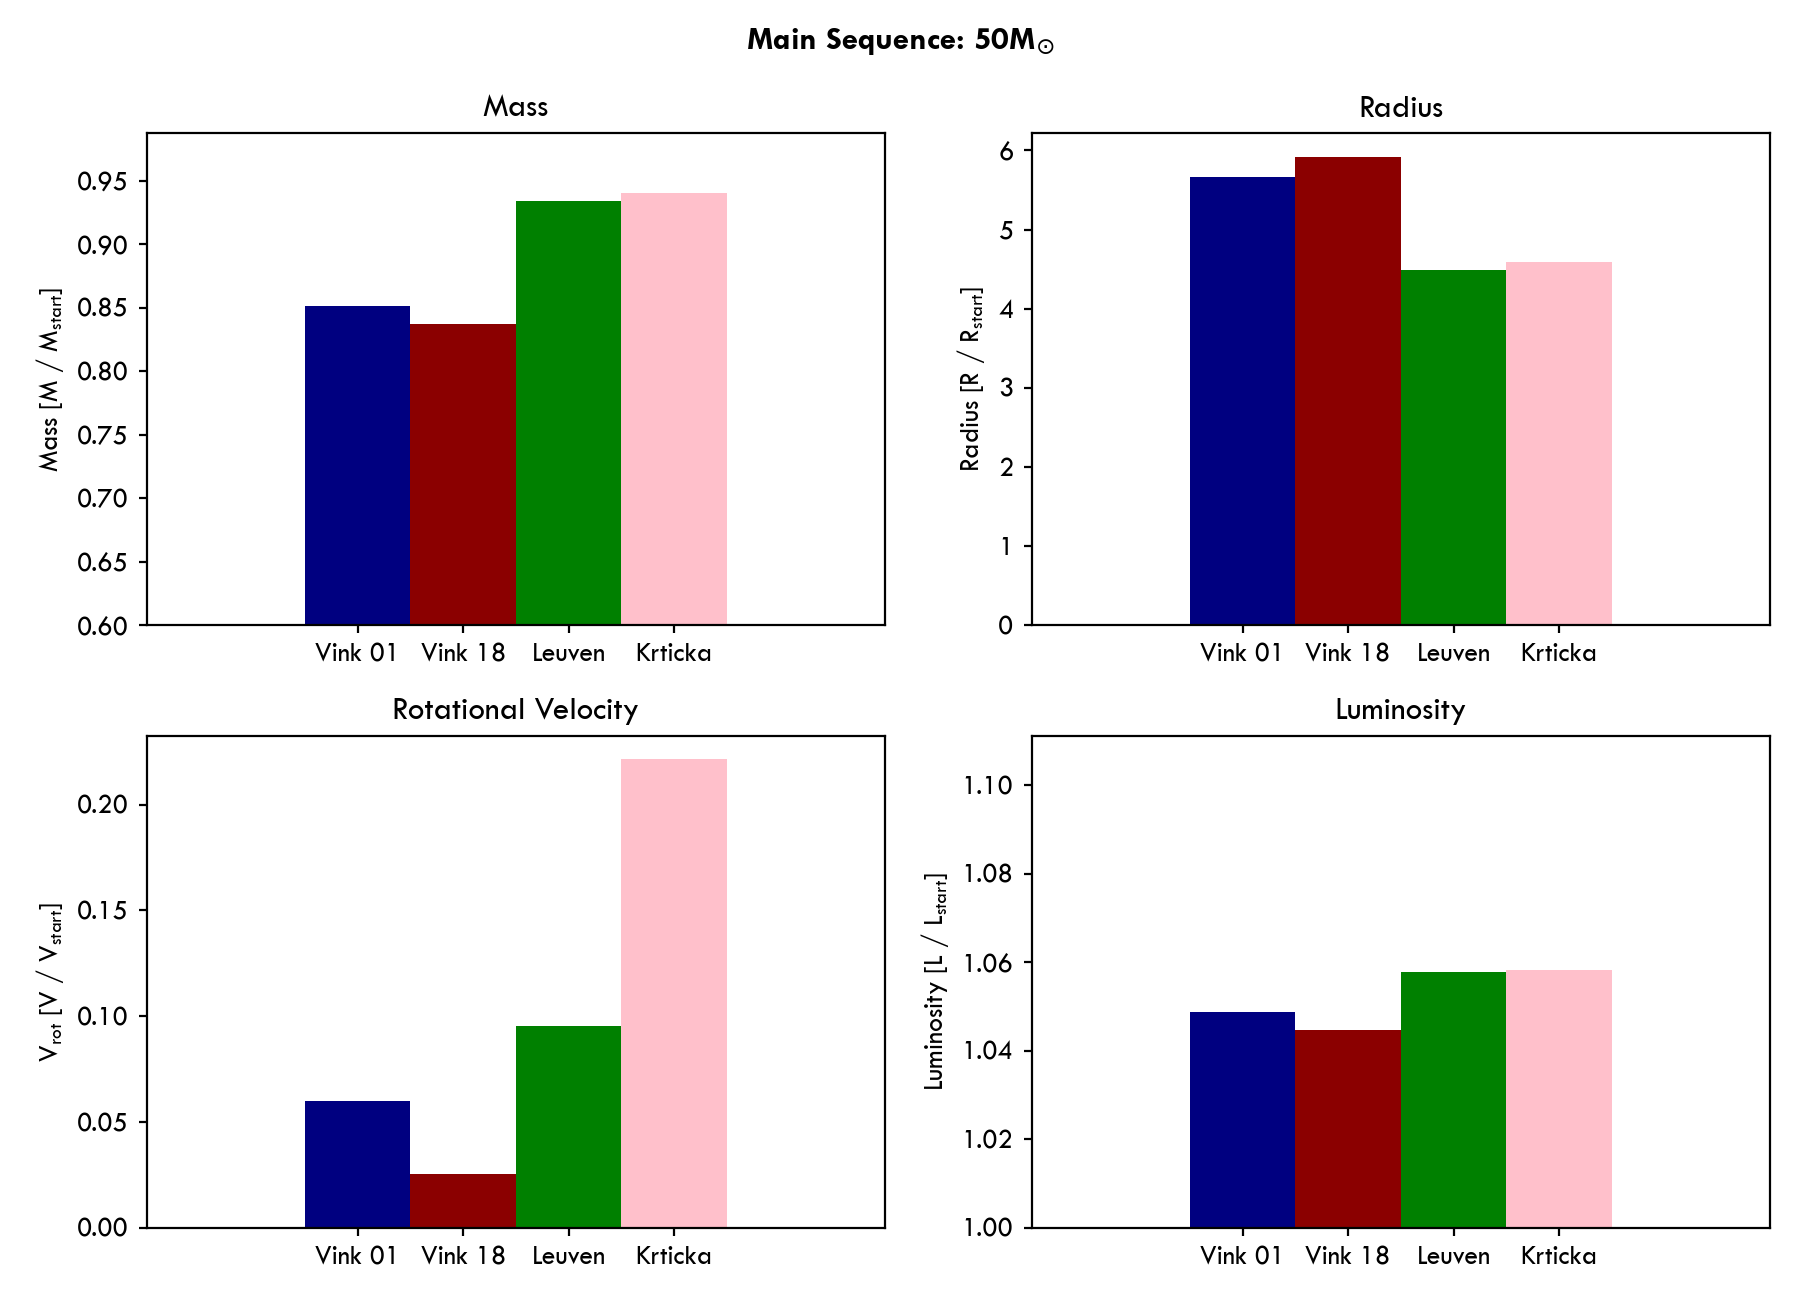 Main Sequence: 50M⊙
Mass
Mass [M / Mstart]
0.95
0.90
0.85
0.80
0.75
0.70
0.65
0.60
Vink 01 Vink 18 Leuven Krticka
Radius
Radius [R / Rstart]
6
5
4
3
2
1
0
Vink 01 Vink 18 Leuven Krticka
Rotational Velocity
Vrot [V / Vstart]
0.20
0.15
0.10
0.05
0.00
Vink 01 Vink 18 Leuven Krticka
Luminosity
Luminosity [L / Lstart]
1.10
1.08
1.06
1.04
1.02
1.00
Vink 01 Vink 18 Leuven Krticka